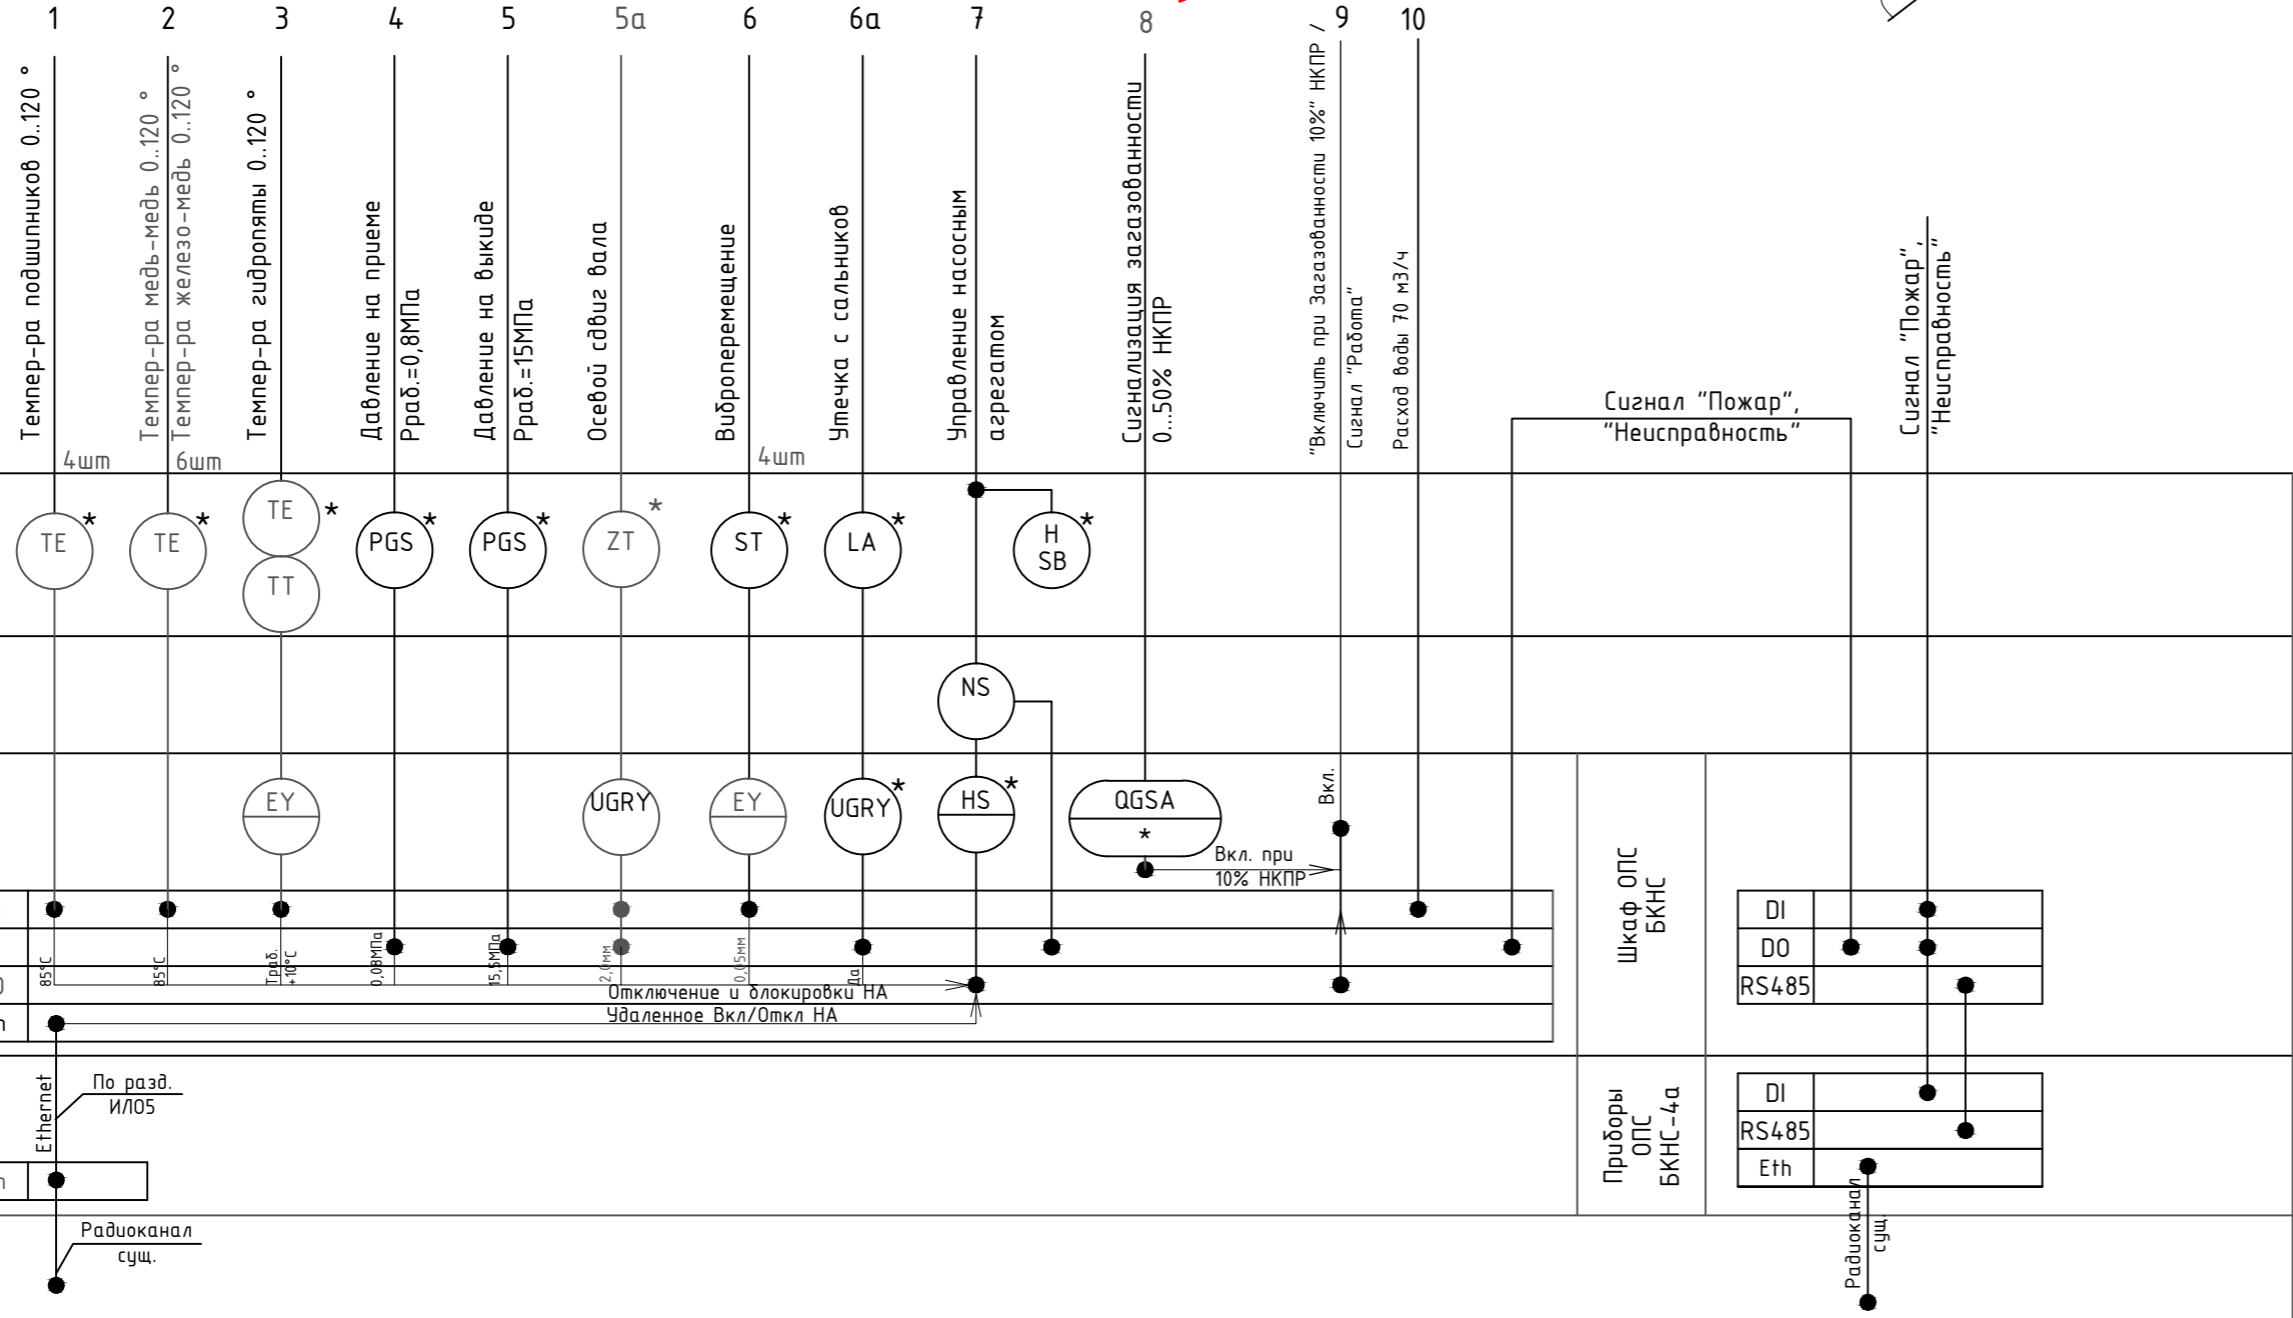 1
2
3
4
5
5а
6
6а
7
8
9
10
Темпер-ра подшипников 0..120 °
Темпер-ра медь-медь 0..120 °
Темпер-ра железо-медь 0..120 °
Темпер-ра гидропяты 0..120 °
Давление на приеме
Рраб.=0,8МПа
Давление на выкиде
Рраб.=15МПа
Осевой сдвиг вала
Виброперемещение
Утечка с сальников
Управление насосным
агрегатом
Сигнализация загазованности
0...50% НКПР
"Включить при Загазованности 10%" НКПР /
Сигнал "Работа"
Расход воды 70 м3/ч
Сигнал "Пожар",
"Неисправность"
Сигнал "Пожар",
"Неисправность"
4шт
6шт
4шт
TE *
TE *
TE *
TT
PGS *
PGS *
ZT *
ST *
LA *
H
SB *
NS
EY
UGRY
EY
UGRY *
HS *
QGSA
*
Вкл.
Вкл. при
10% НКПР
85°С
85°С
Траб.
+10°С
0,08МПа
15,5МПа
2,0мм
0,05мм
Да
Отключение и блокировки НА
Удаленное Вкл/Откл НА
Шкаф ОПС
БКНС
DI
DO
RS485
Ethernet
По разд.
ИЛО5
Приборы
ОПС
БКНС-4а
DI
RS485
Eth
Радиоканал
сущ.
Радиоканал
сущ.